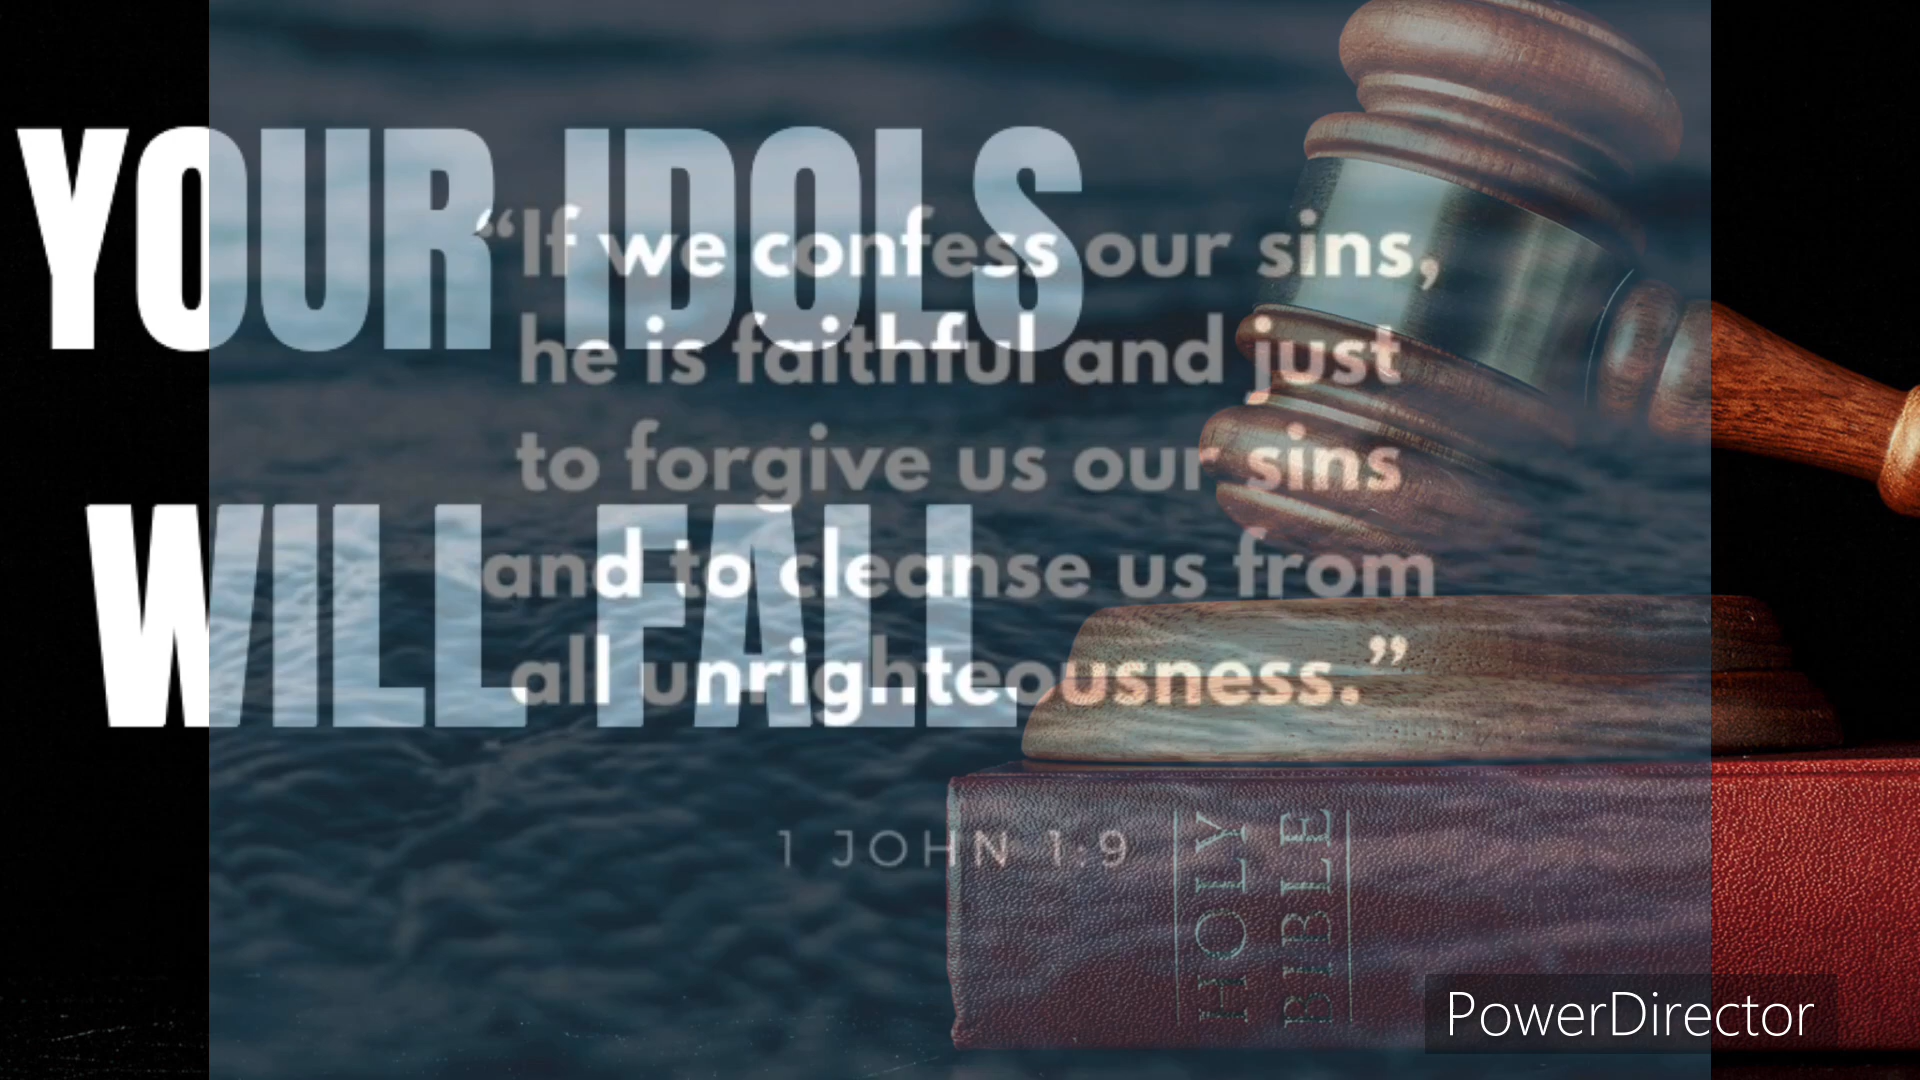 YOUR IDOLS
WILL FALL
“If we confess our sins,
he is faithful and just
to forgive us our sins
and to cleanse us from
all unrighteousness.”
1 JOHN 1:9
HOLY
BIBLE
PowerDirector